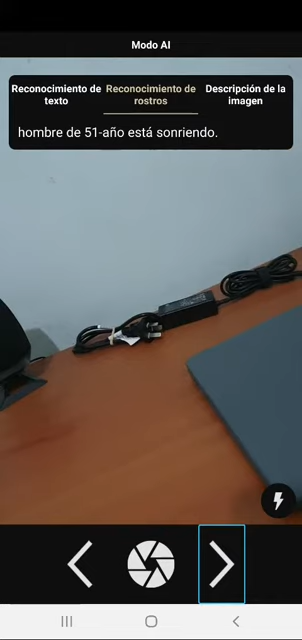 Modo AI
Reconocimiento de texto
Reconocimiento de rostros
Descripción de la imagen
hombre de 51-año está sonriendo.